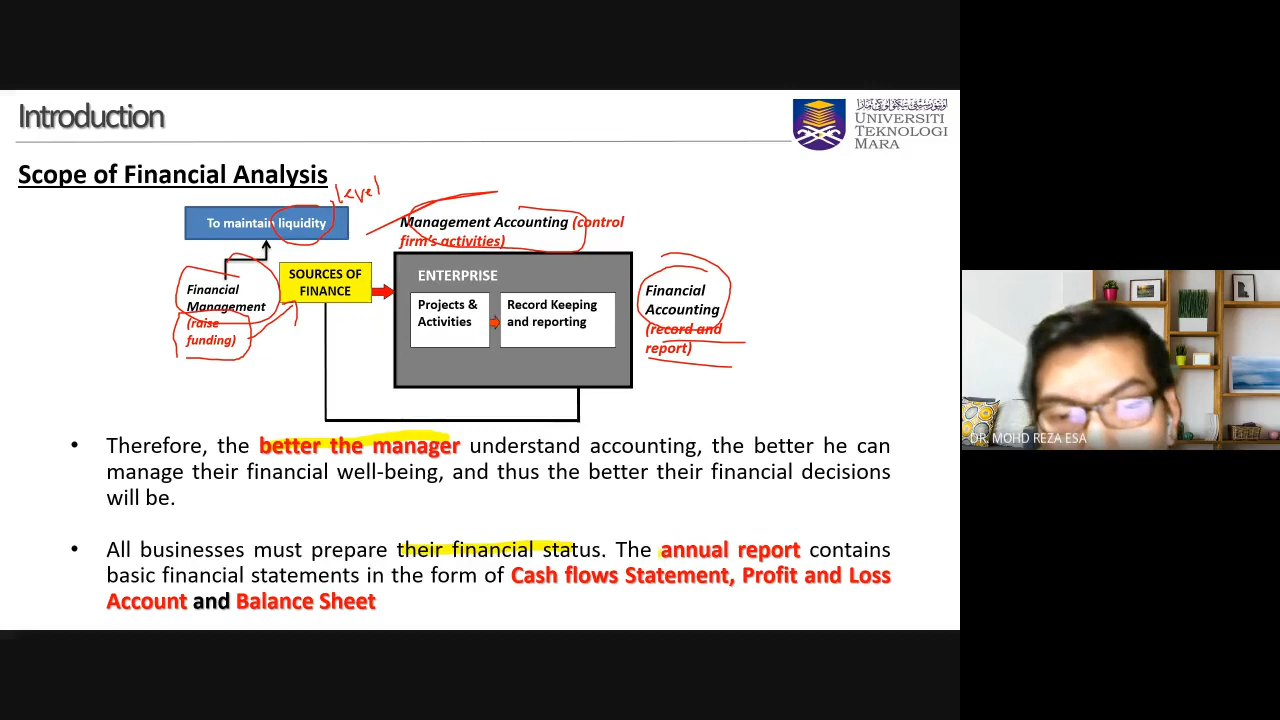 Introduction
اونيۏرسيتي تيكنولوݢي مارا
UNIVERSITI
TEKNOLOGI
MARA
Scope of Financial Analysis
level
To maintain liquidity
Management Accounting (control
firm's activities)
SOURCES OF
FINANCE
ENTERPRISE
Financial
Management
(raise
funding)
Projects &
Activities
Record Keeping
and reporting
Financial
Accounting
(record and
report)
• Therefore, the better the manager understand accounting, the better he can
manage their financial well-being, and thus the better their financial decisions
will be.
• All businesses must prepare their financial status. The annual report contains
basic financial statements in the form of Cash flows Statement, Profit and Loss
Account and Balance Sheet
DR. MOHD REZA ESA